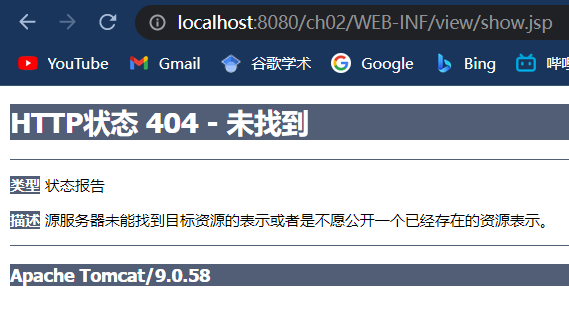 localhost:8080/ch02/WEB-INF/view/show.jsp
YouTube Gmail 谷歌学术 Google Bing 哔哩
HTTP状态 404 - 未找到
类型 状态报告
描述 源服务器未能找到目标资源的表示或者是不愿公开一个已经存在的资源表示。
Apache Tomcat/9.0.58